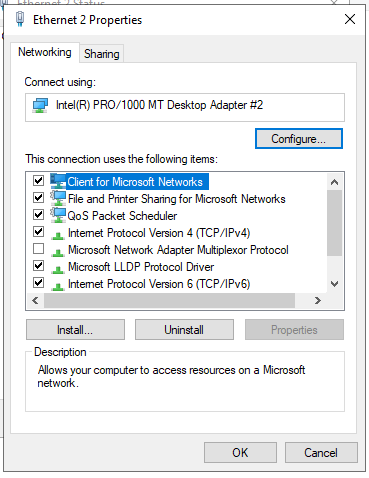 Ethernet 2 Properties
Networking
Sharing
Connect using:
Intel(R) PRO/1000 MT Desktop Adapter #2
Configure...
This connection uses the following items:
Client for Microsoft Networks
File and Printer Sharing for Microsoft Networks
QoS Packet Scheduler
Internet Protocol Version 4 (TCP/IPv4)
Microsoft Network Adapter Multiplexor Protocol
Microsoft LLDP Protocol Driver
Internet Protocol Version 6 (TCP/IPv6)
Install...
Uninstall
Properties
Description
Allows your computer to access resources on a Microsoft
network.
OK
Cancel